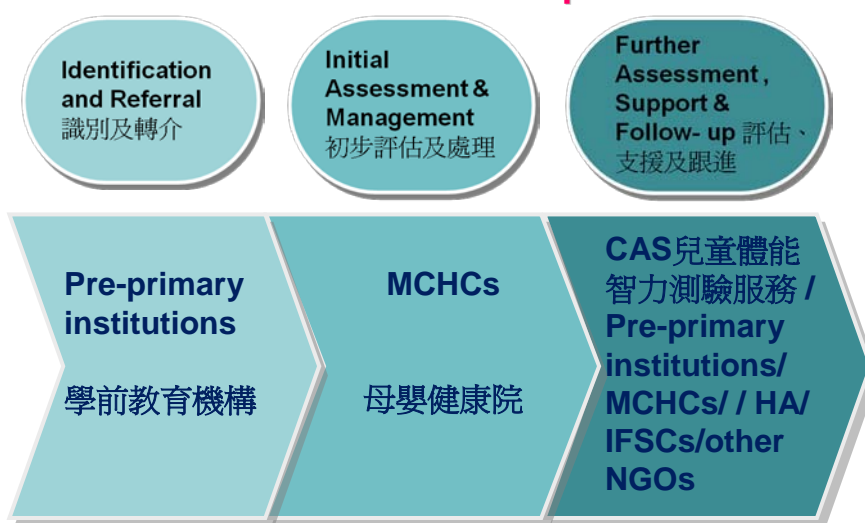 Identification
and Referral
識別及轉介
Initial
Assessment &
Management
初步評估及處理
Further
Assessment ,
Support &
Follow- up 評估、
支援及跟進
Pre-primary
institutions
學前教育機構
MCHCs
母嬰健康院
CAS兒童體能
智力測驗服務 /
Pre-primary
institutions/
MCHCs/ / HA/
IFSCs/other
NGOs